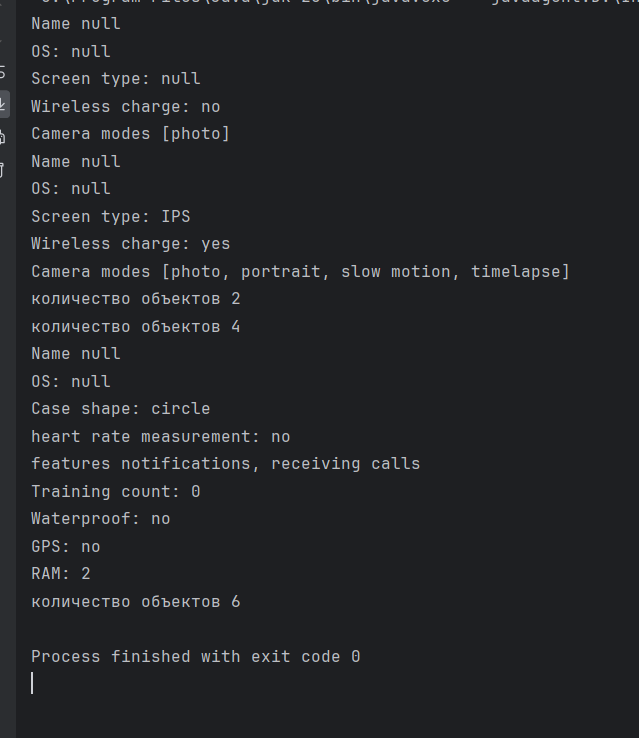 Name null
OS: null
Screen type: null
Wireless charge: no
Camera modes [photo]
Name null
OS: null
Screen type: IPS
Wireless charge: yes
Camera modes [photo, portrait, slow motion, timelapse]
количество объектов 2
количество объектов 4
Name null
OS: null
Case shape: circle
heart rate measurement: no
features notifications, receiving calls
Training count: 0
Waterproof: no
GPS: no
RAM: 2
количество объектов 6
Process finished with exit code 0